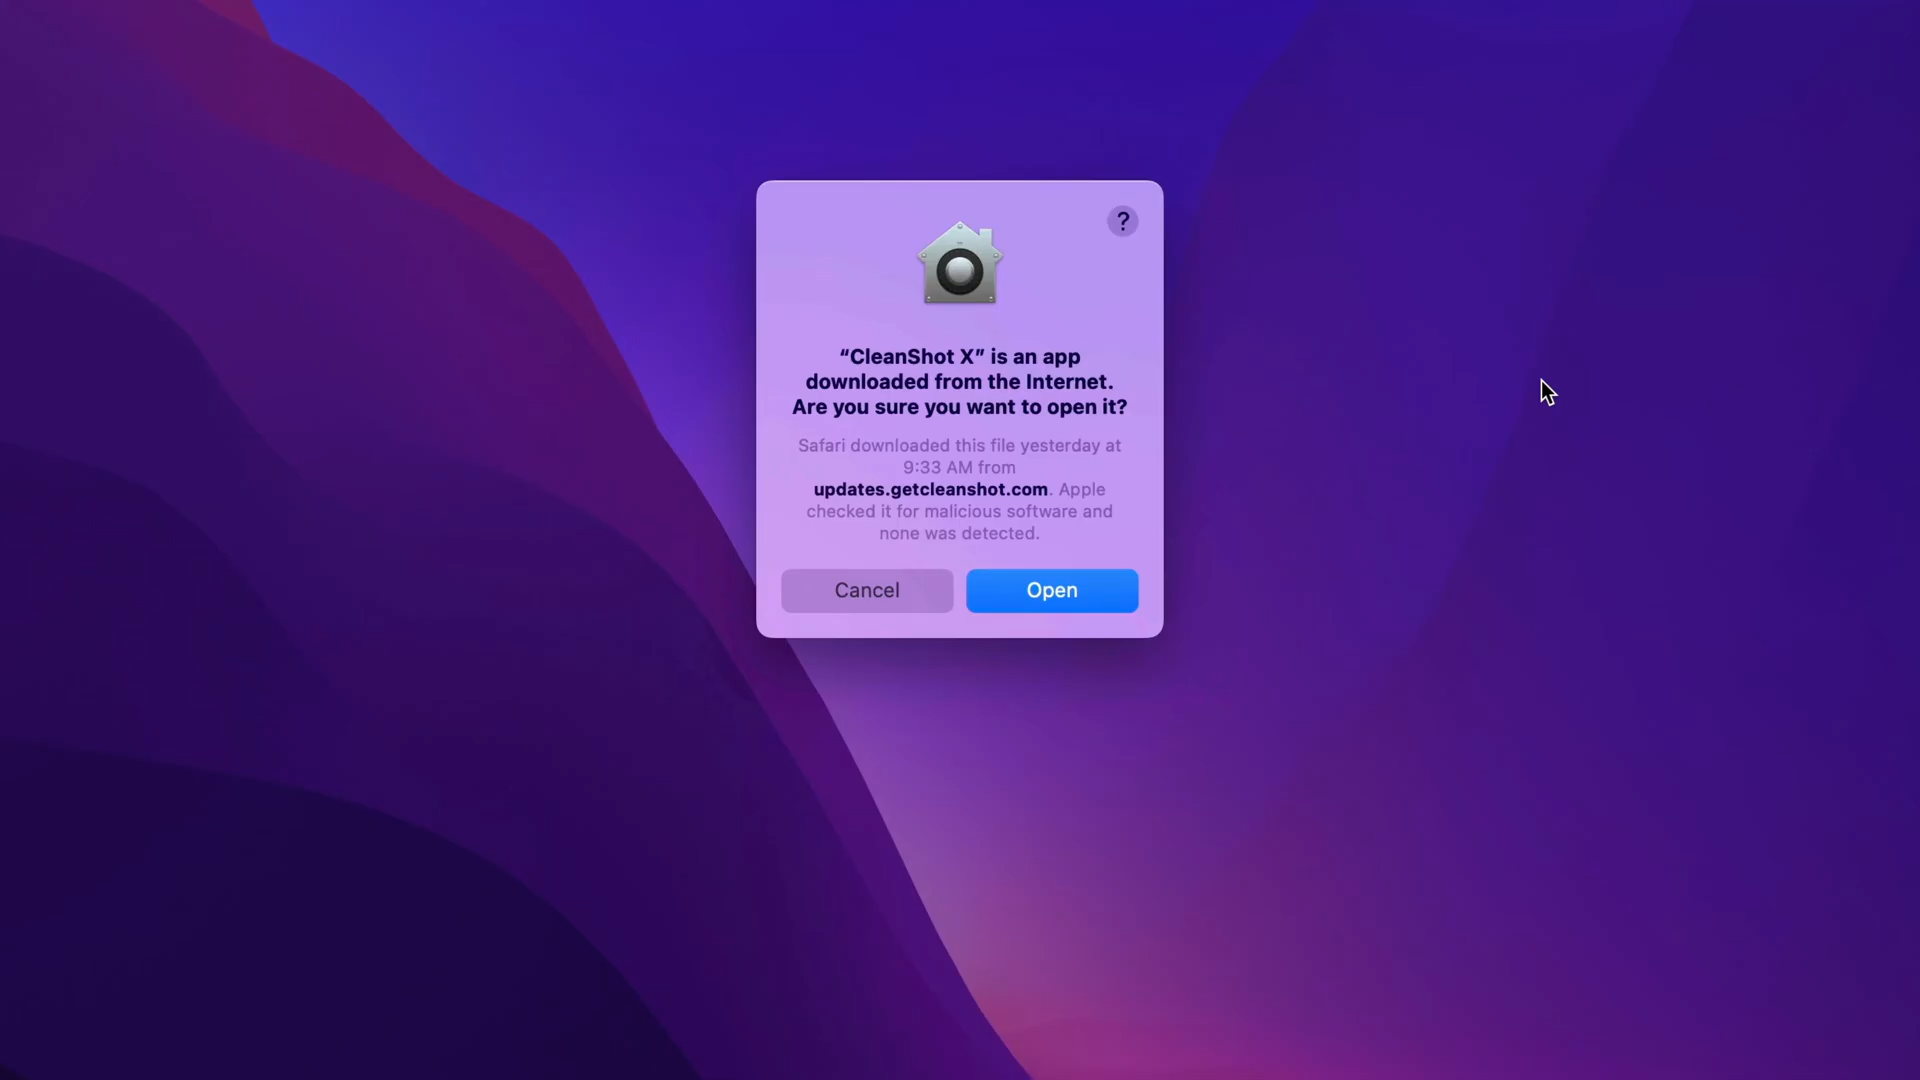 ?
“CleanShot X” is an app
downloaded from the Internet.
Are you sure you want to open it?
Safari downloaded this file yesterday at
9:33 AM from
updates.getcleanshot.com. Apple
checked it for malicious software and
none was detected.
Cancel
Open